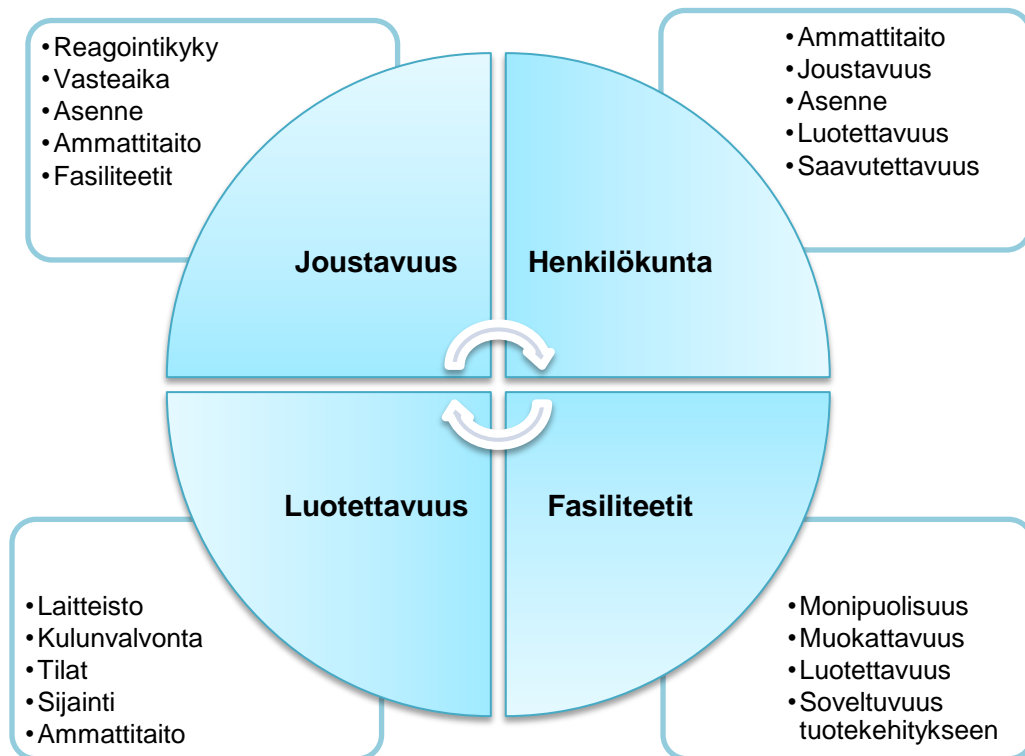 •Reagointikyky
•Vasteaika
•Asenne
•Ammattitaito
•Fasiliteetit
•Ammattitaito
•Joustavuus
•Asenne
•Luotettavuus
•Saavutettavuus
Joustavuus
Henkilökunta
Luotettavuus
Fasiliteetit
•Laitteisto
•Kulunvalvonta
•Tilat
•Sijainti
•Ammattitaito
•Monipuolisuus
•Muokattavuus
•Luotettavuus
•Soveltuvuus
tuotekehitykseen